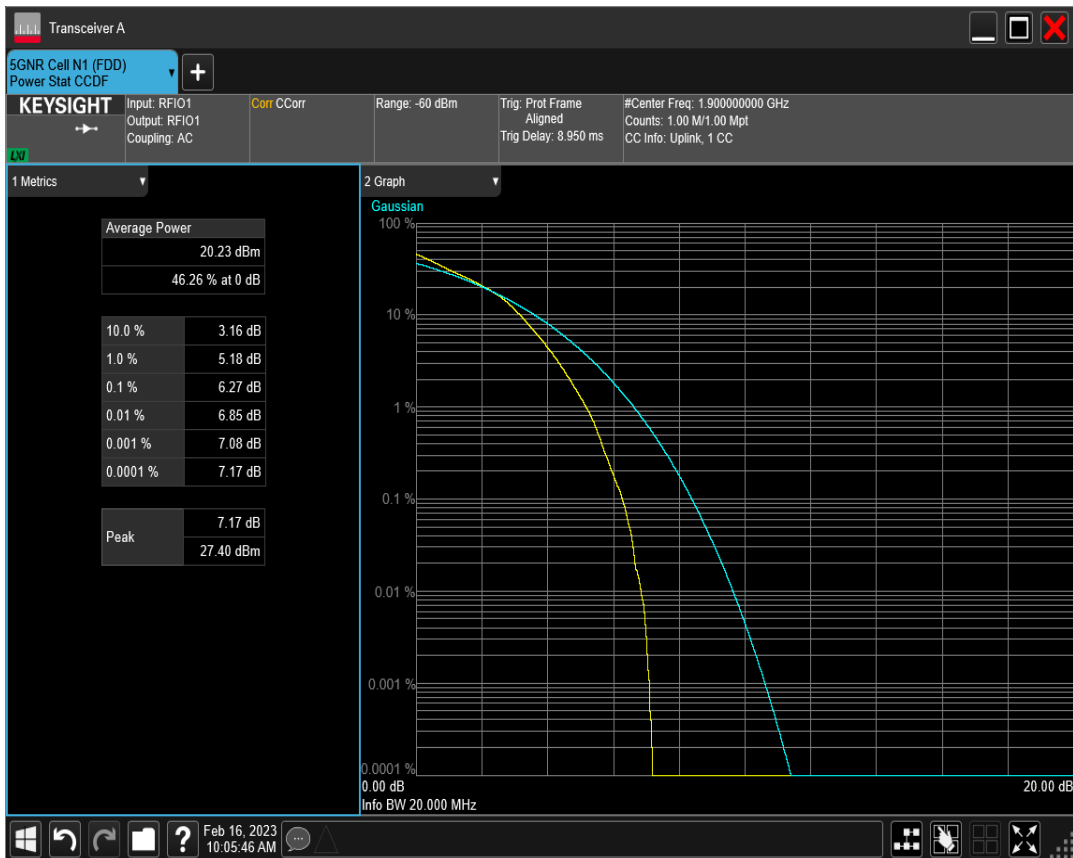 Transceiver A
5GNR Cell N1 (FDD)
Power Stat CCDF
KEYSIGHT
LXI
Input: RFIO1
Output: RFIO1
Coupling: AC
Corr CCorr
Range: -60 dBm
Trig: Prot Frame
Aligned
Trig Delay: 8.950 ms
#Center Freq: 1.900000000 GHz
Counts: 1.00 M/1.00 Mpt
CC Info: Uplink, 1 CC
1 Metrics
Average Power
20.23 dBm
46.26 % at 0 dB
10.0 % 3.16 dB
1.0 % 5.18 dB
0.1 % 6.27 dB
0.01 % 6.85 dB
0.001 % 7.08 dB
0.0001 % 7.17 dB
Peak
7.17 dB
27.40 dBm
2 Graph
Gaussian
100 %
10 %
1 %
0.1 %
0.01 %
0.001 %
0.0001 %
0.00 dB 20.00 dB
Info BW 20.000 MHz
?
Feb 16, 2023
10:05:46 AM